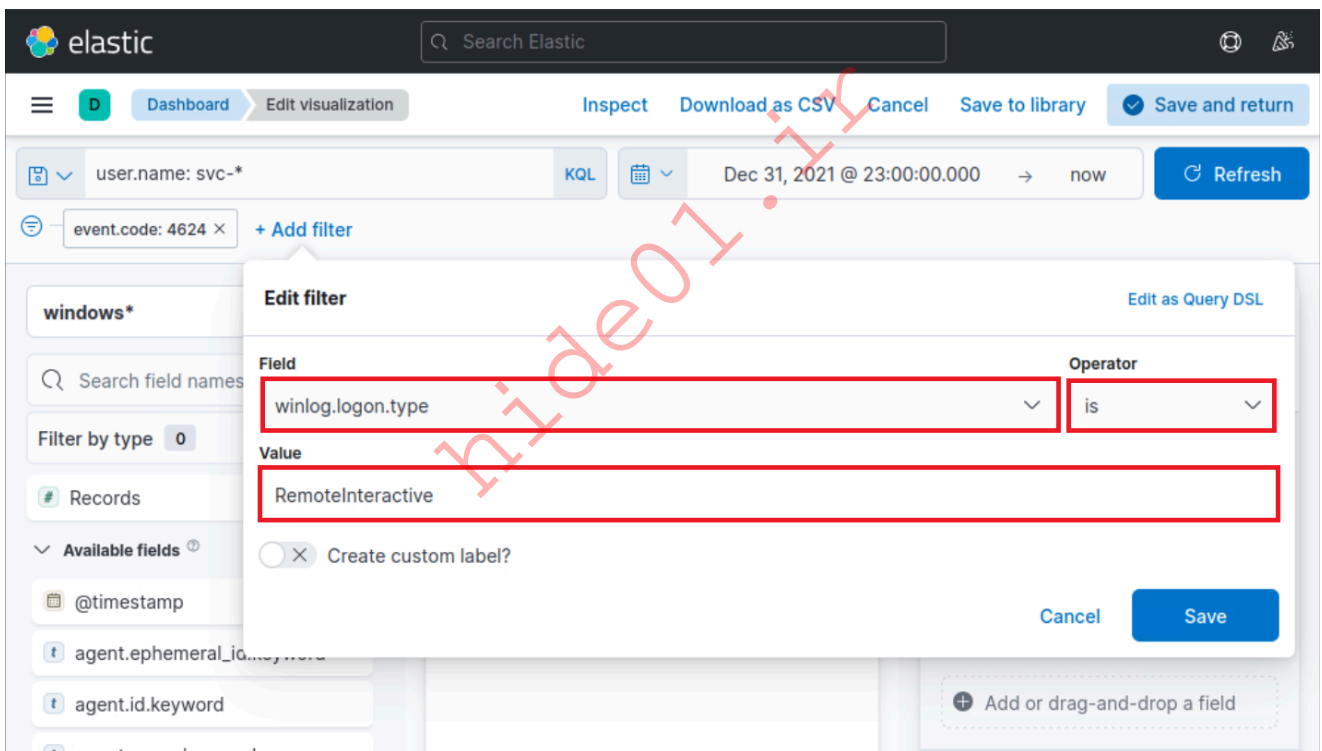 elastic
Search Elastic
D
Dashboard
Edit visualization
Inspect
Download as CSV
Cancel
Save to library
Save and return
user.name: svc-*
KQL
Dec 31, 2021 @ 23:00:00.000
→
now
Refresh
event.code: 4624 ×
+ Add filter
Edit filter
Edit as Query DSL
windows*
Search field names
Filter by type 0
# Records
Available fields
@timestamp
t agent.ephemeral_id.keyword
t agent.id.keyword
Field
winlog.logon.type
Operator
is
Value
RemoteInteractive
Create custom label?
Cancel
Save
Add or drag-and-drop a field
hide01.ir